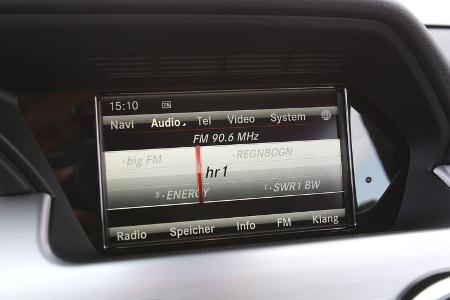 15:10 TA
Navi Audio Tel Video System
FM 90.6 MHz
big FM REGNBOGN
hr1
5 ENERGY 1 SWR1 BW
Radio Speicher Info FM Klang